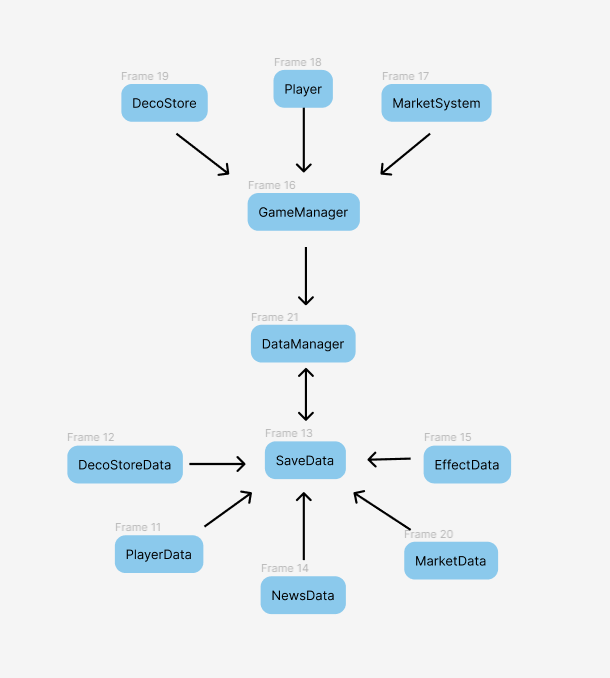 Frame 18
Frame 19
Frame 17
Player
DecoStore
MarketSystem
Frame 16
GameManager
Frame 21
DataManager
Frame 13
Frame 12
Frame 15
SaveData
DecoStoreData
EffectData
Frame 11
Frame 20
PlayerData
MarketData
Frame 14
NewsData